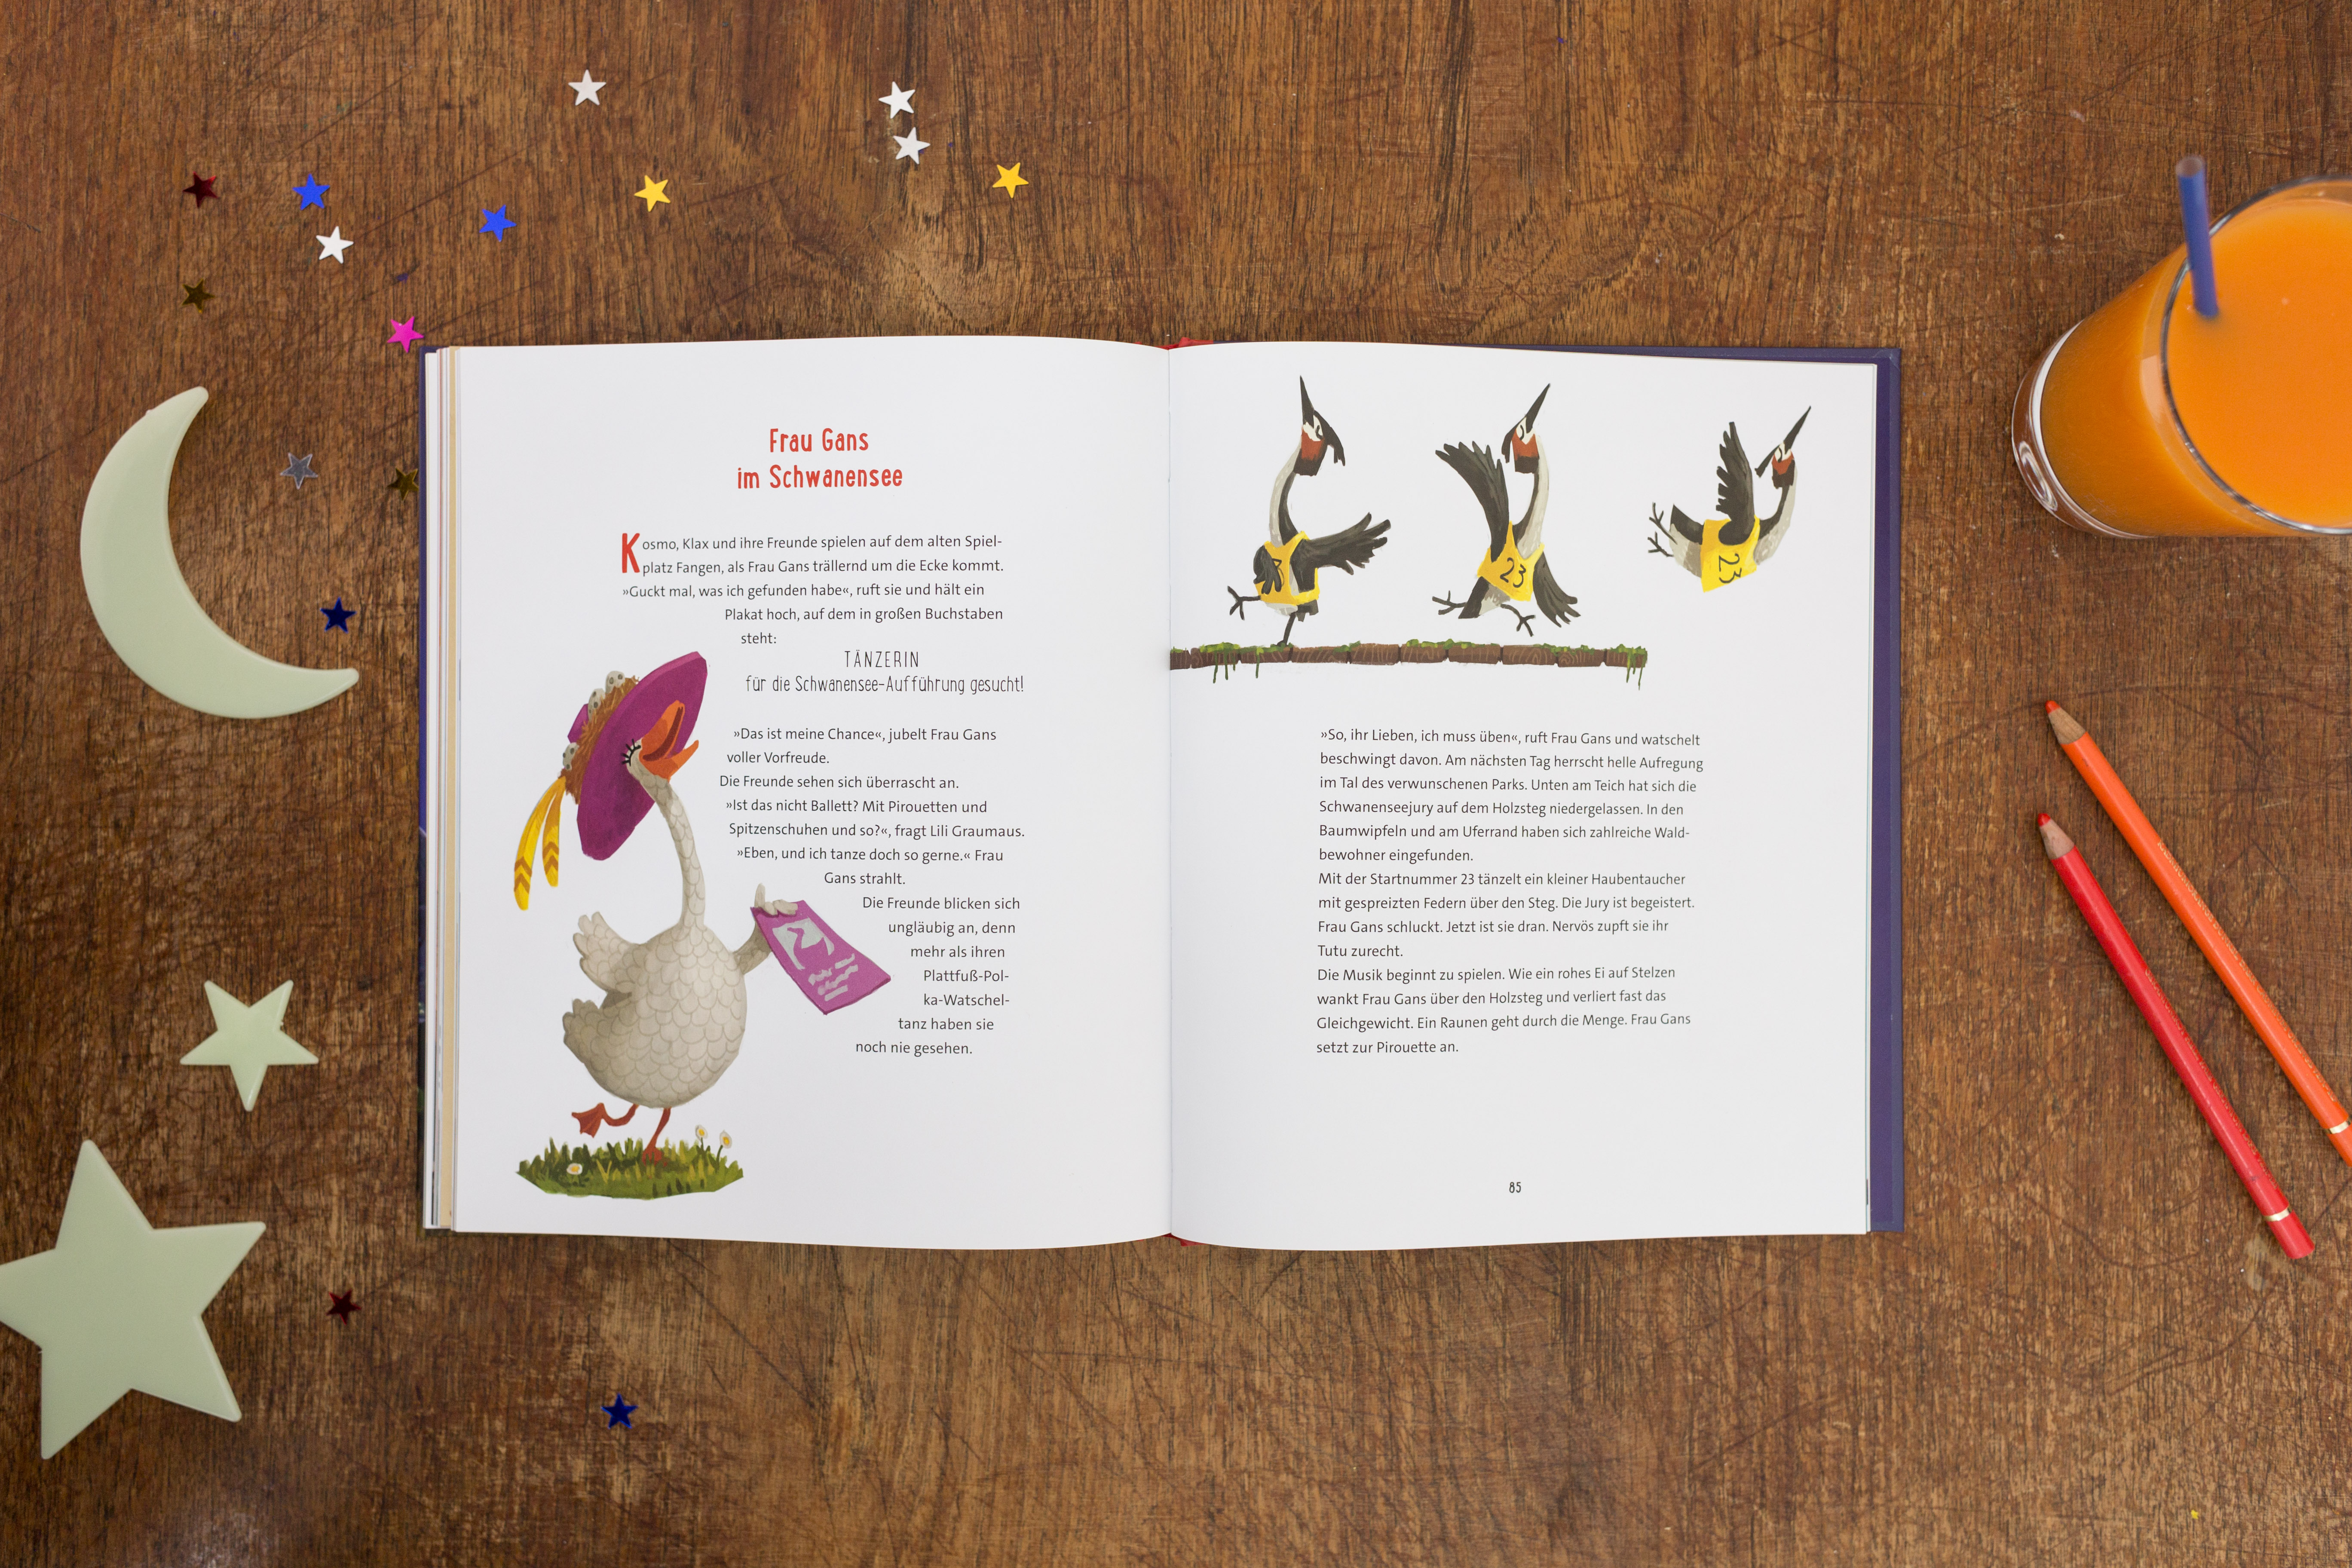 Frau Gans
im Schwanensee
Kosmo, Klax und ihre Freunde spielen auf dem alten Spiel-
platz Fangen, als Frau Gans trällernd um die Ecke kommt.
»Guckt mal, was ich gefunden habe«, ruft sie und hält ein
Plakat hoch, auf dem in großen Buchstaben
steht:
TÄNZERIN
für die Schwanensee-Aufführung gesucht!
»Das ist meine Chance«, jubelt Frau Gans
voller Vorfreude.
Die Freunde sehen sich überrascht an.
»Ist das nicht Ballett? Mit Pirouetten und
Spitzenschuhen und so?«, fragt Lili Graumaus.
»Eben, und ich tanze doch so gerne.« Frau
Gans strahlt.
Die Freunde blicken sich
ungläubig an, denn
mehr als ihren
Plattfuß-Pol-
ka-Watschel-
tanz haben sie
noch nie gesehen.
23
23
»So, ihr Lieben, ich muss üben«, ruft Frau Gans und watschelt
beschwingt davon. Am nächsten Tag herrscht helle Aufregung
im Tal des verwunschenen Parks. Unten am Teich hat sich die
Schwanenseejury auf dem Holzsteg niedergelassen. In den
Baumwipfeln und am Uferrand haben sich zahlreiche Wald-
bewohner eingefunden.
Mit der Startnummer 23 tänzelt ein kleiner Haubentaucher
mit gespreizten Federn über den Steg. Die Jury ist begeistert.
Frau Gans schluckt. Jetzt ist sie dran. Nervös zupft sie ihr
Tutu zurecht.
Die Musik beginnt zu spielen. Wie ein rohes Ei auf Stelzen
wankt Frau Gans über den Holzsteg und verliert fast das
Gleichgewicht. Ein Raunen geht durch die Menge. Frau Gans
setzt zur Pirouette an.
85